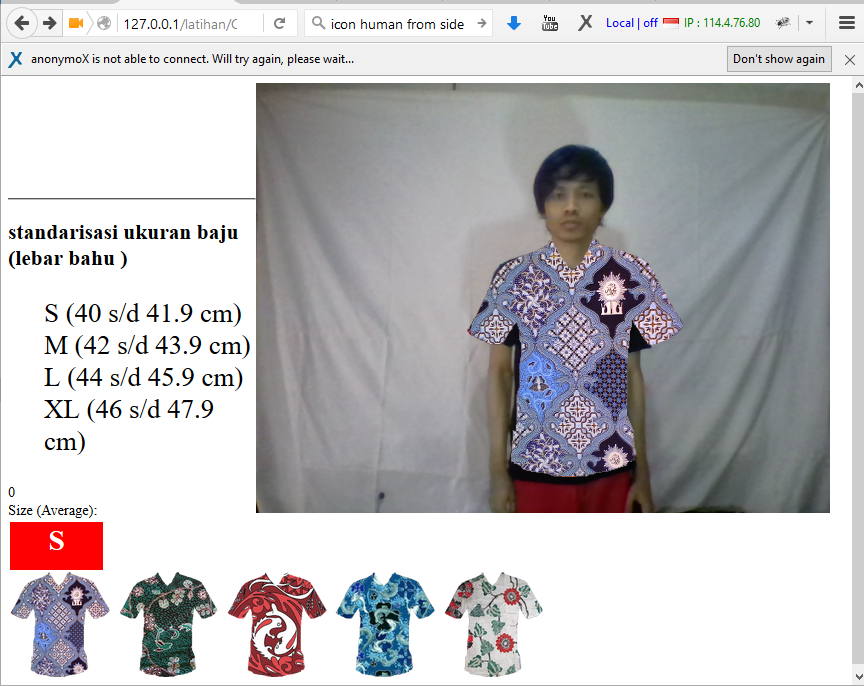 127.0.0.1/latihan/C
icon human from side
You
Tube
Local | off
IP : 114.4.76.80
anonymoX is not able to connect. Will try again, please wait...
Don't show again
standarisasi ukuran baju
(lebar bahu )
S (40 s/d 41.9 cm)
M (42 s/d 43.9 cm)
L (44 s/d 45.9 cm)
XL (46 s/d 47.9
cm)
0
Size (Average):
S